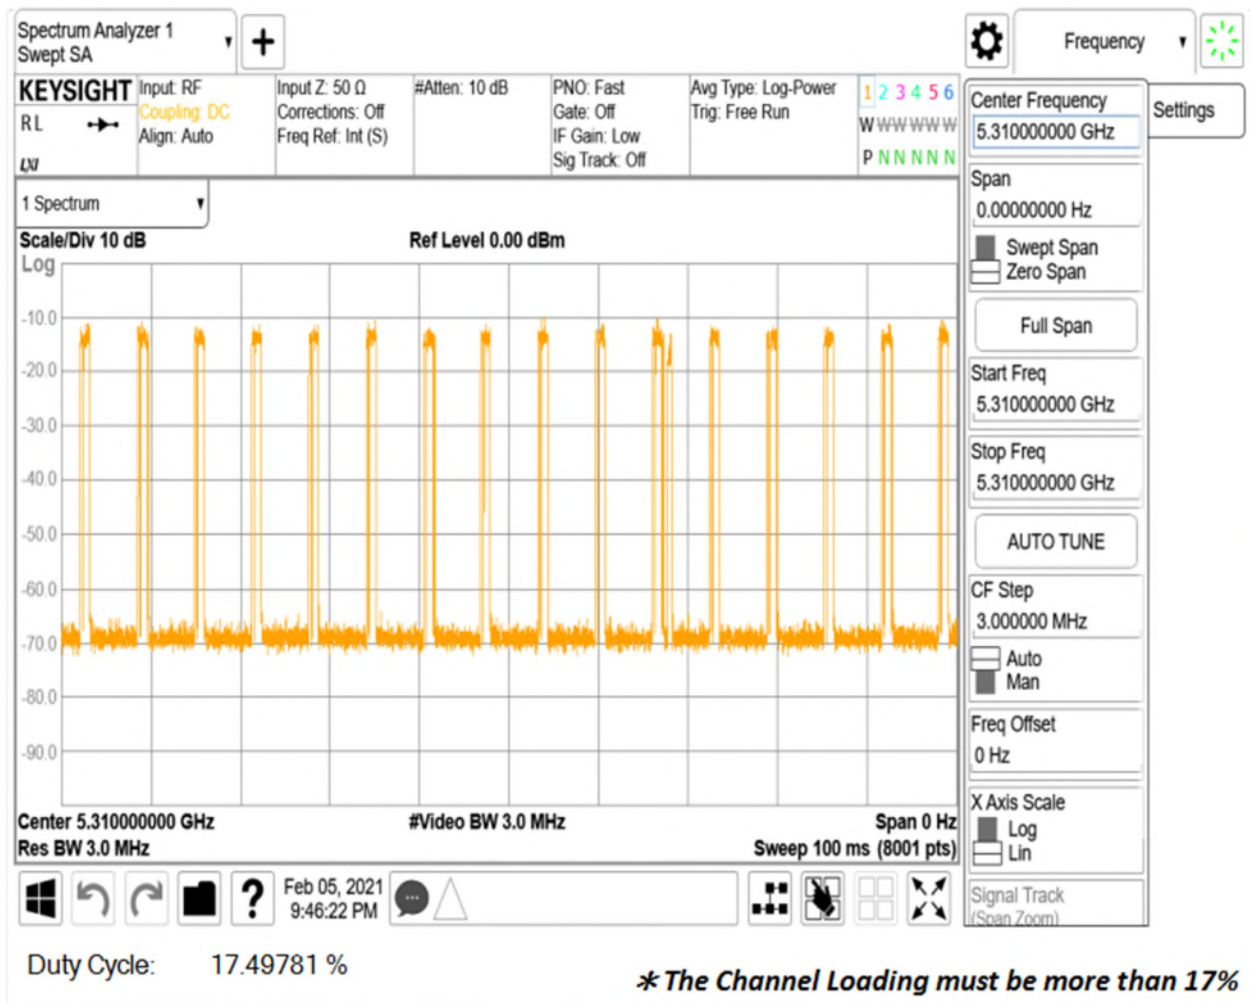 Spectrum Analyzer 1
Swept SA
Frequency
KEYSIGHT
R L
LXI
Input: RF
Coupling: DC
Align: Auto
Input Z: 50 Ω
Corrections: Off
Freq Ref: Int (S)
#Atten: 10 dB
PNO: Fast
Gate: Off
IF Gain: Low
Sig Track: Off
Avg Type: Log-Power
Trig: Free Run
1 2 3 4 5 6
W W W W W W
P N N N N N
1 Spectrum
Scale/Div 10 dB
Ref Level 0.00 dBm
Log
-10.0
-20.0
-30.0
-40.0
-50.0
-60.0
-70.0
-80.0
-90.0
Center 5.310000000 GHz
#Video BW 3.0 MHz
Span 0 Hz
Res BW 3.0 MHz
Sweep 100 ms (8001 pts)
Center Frequency
5.310000000 GHz
Settings
Span
0.00000000 Hz
Swept Span
Zero Span
Full Span
Start Freq
5.310000000 GHz
Stop Freq
5.310000000 GHz
AUTO TUNE
CF Step
3.000000 MHz
Auto
Man
Freq Offset
0 Hz
X Axis Scale
Log
Lin
Signal Track
(Span Zoom)
?
Feb 05, 2021
9:46:22 PM
Duty Cycle: 17.49781 %
* The Channel Loading must be more than 17%